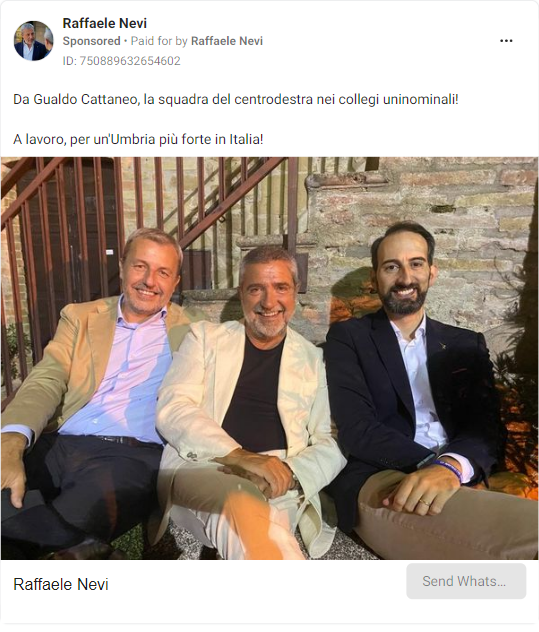 Raffaele Nevi
Sponsored • Paid for by Raffaele Nevi
ID: 750889632654602
Da Gualdo Cattaneo, la squadra del centrodestra nei collegi uninominali!
A lavoro, per un'Umbria più forte in Italia!
Raffaele Nevi
Send Whats...